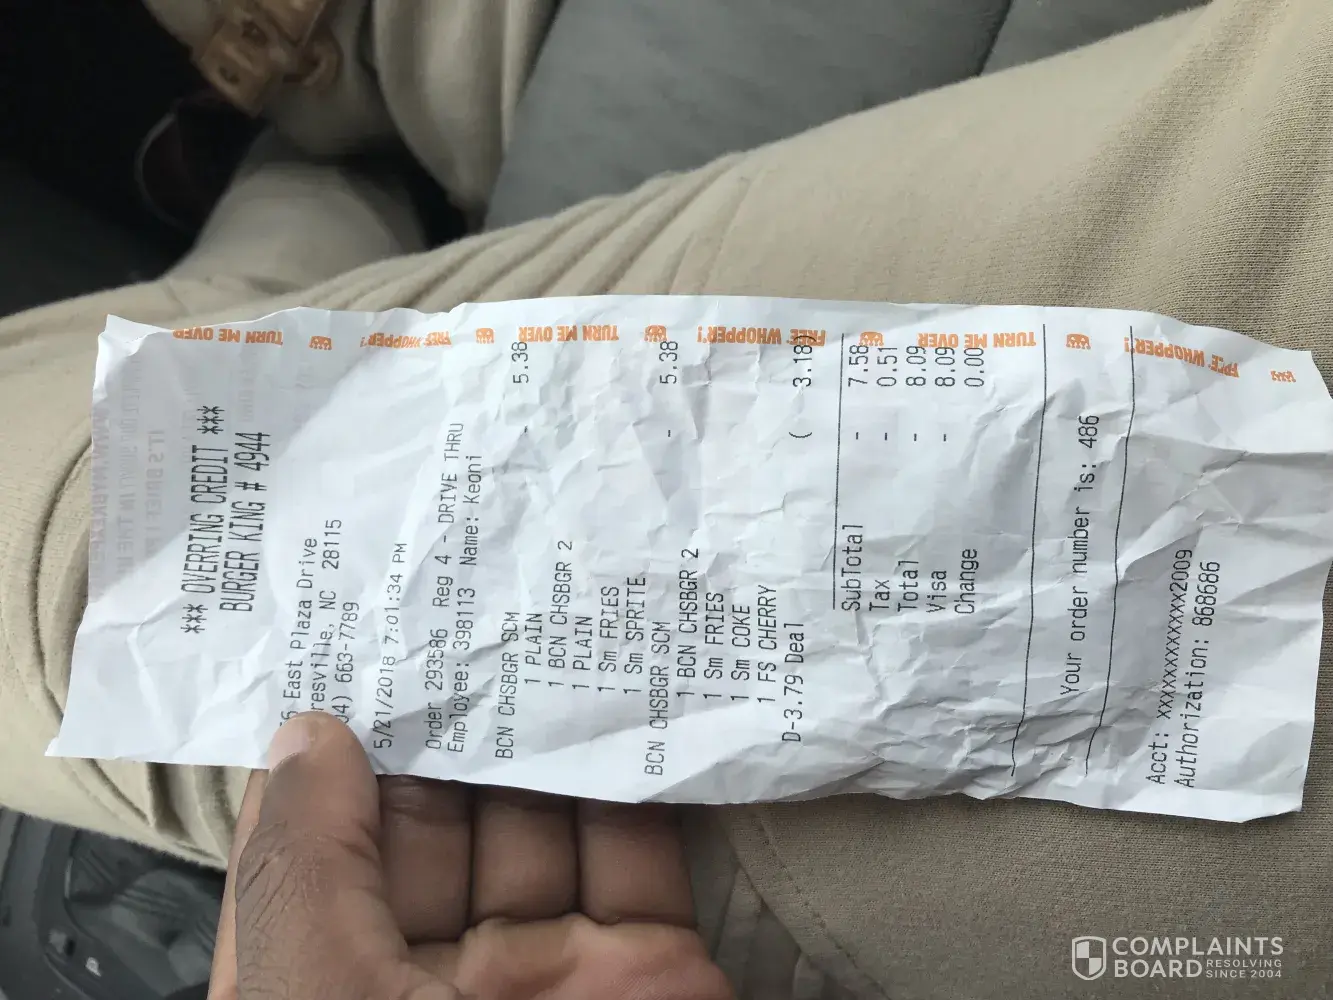 *** OVERRING CREDIT ***
BURGER KING # 4944
6 East Plaza Drive
resville, NC 28115
04) 663-7789
5/21/2018 7:01:34 PM
Order 293586 Reg 4 - DRIVE THRU
Employee: 398113 Name: Keoni
BCN CHSBGR SCM - 5.38
1 PLAIN
1 BCN CHSBGR 2
1 PLAIN
1 Sm FRIES
1 Sm SPRITE
BCN CHSBGR SCM - 5.38
1 BCN CHSBGR 2
1 Sm FRIES
1 Sm COKE
1 FS CHERRY
D-3.79 Deal ( 3.18)
SubTotal - 7.58
Tax - 0.51
Total - 8.09
Visa - 8.09
Change 0.00
Your order number is: 486
Acct: XXXXXXXXXXXX2009
Authorization: 868686
TURN ME OVER
FREE WHOPPER!
TURN ME OVER
FREE WHOPPER!
TURN ME OVER
FREE WHOPPER!
P
COMPLAINTS
BOARD RESOLVING
SINCE 2004